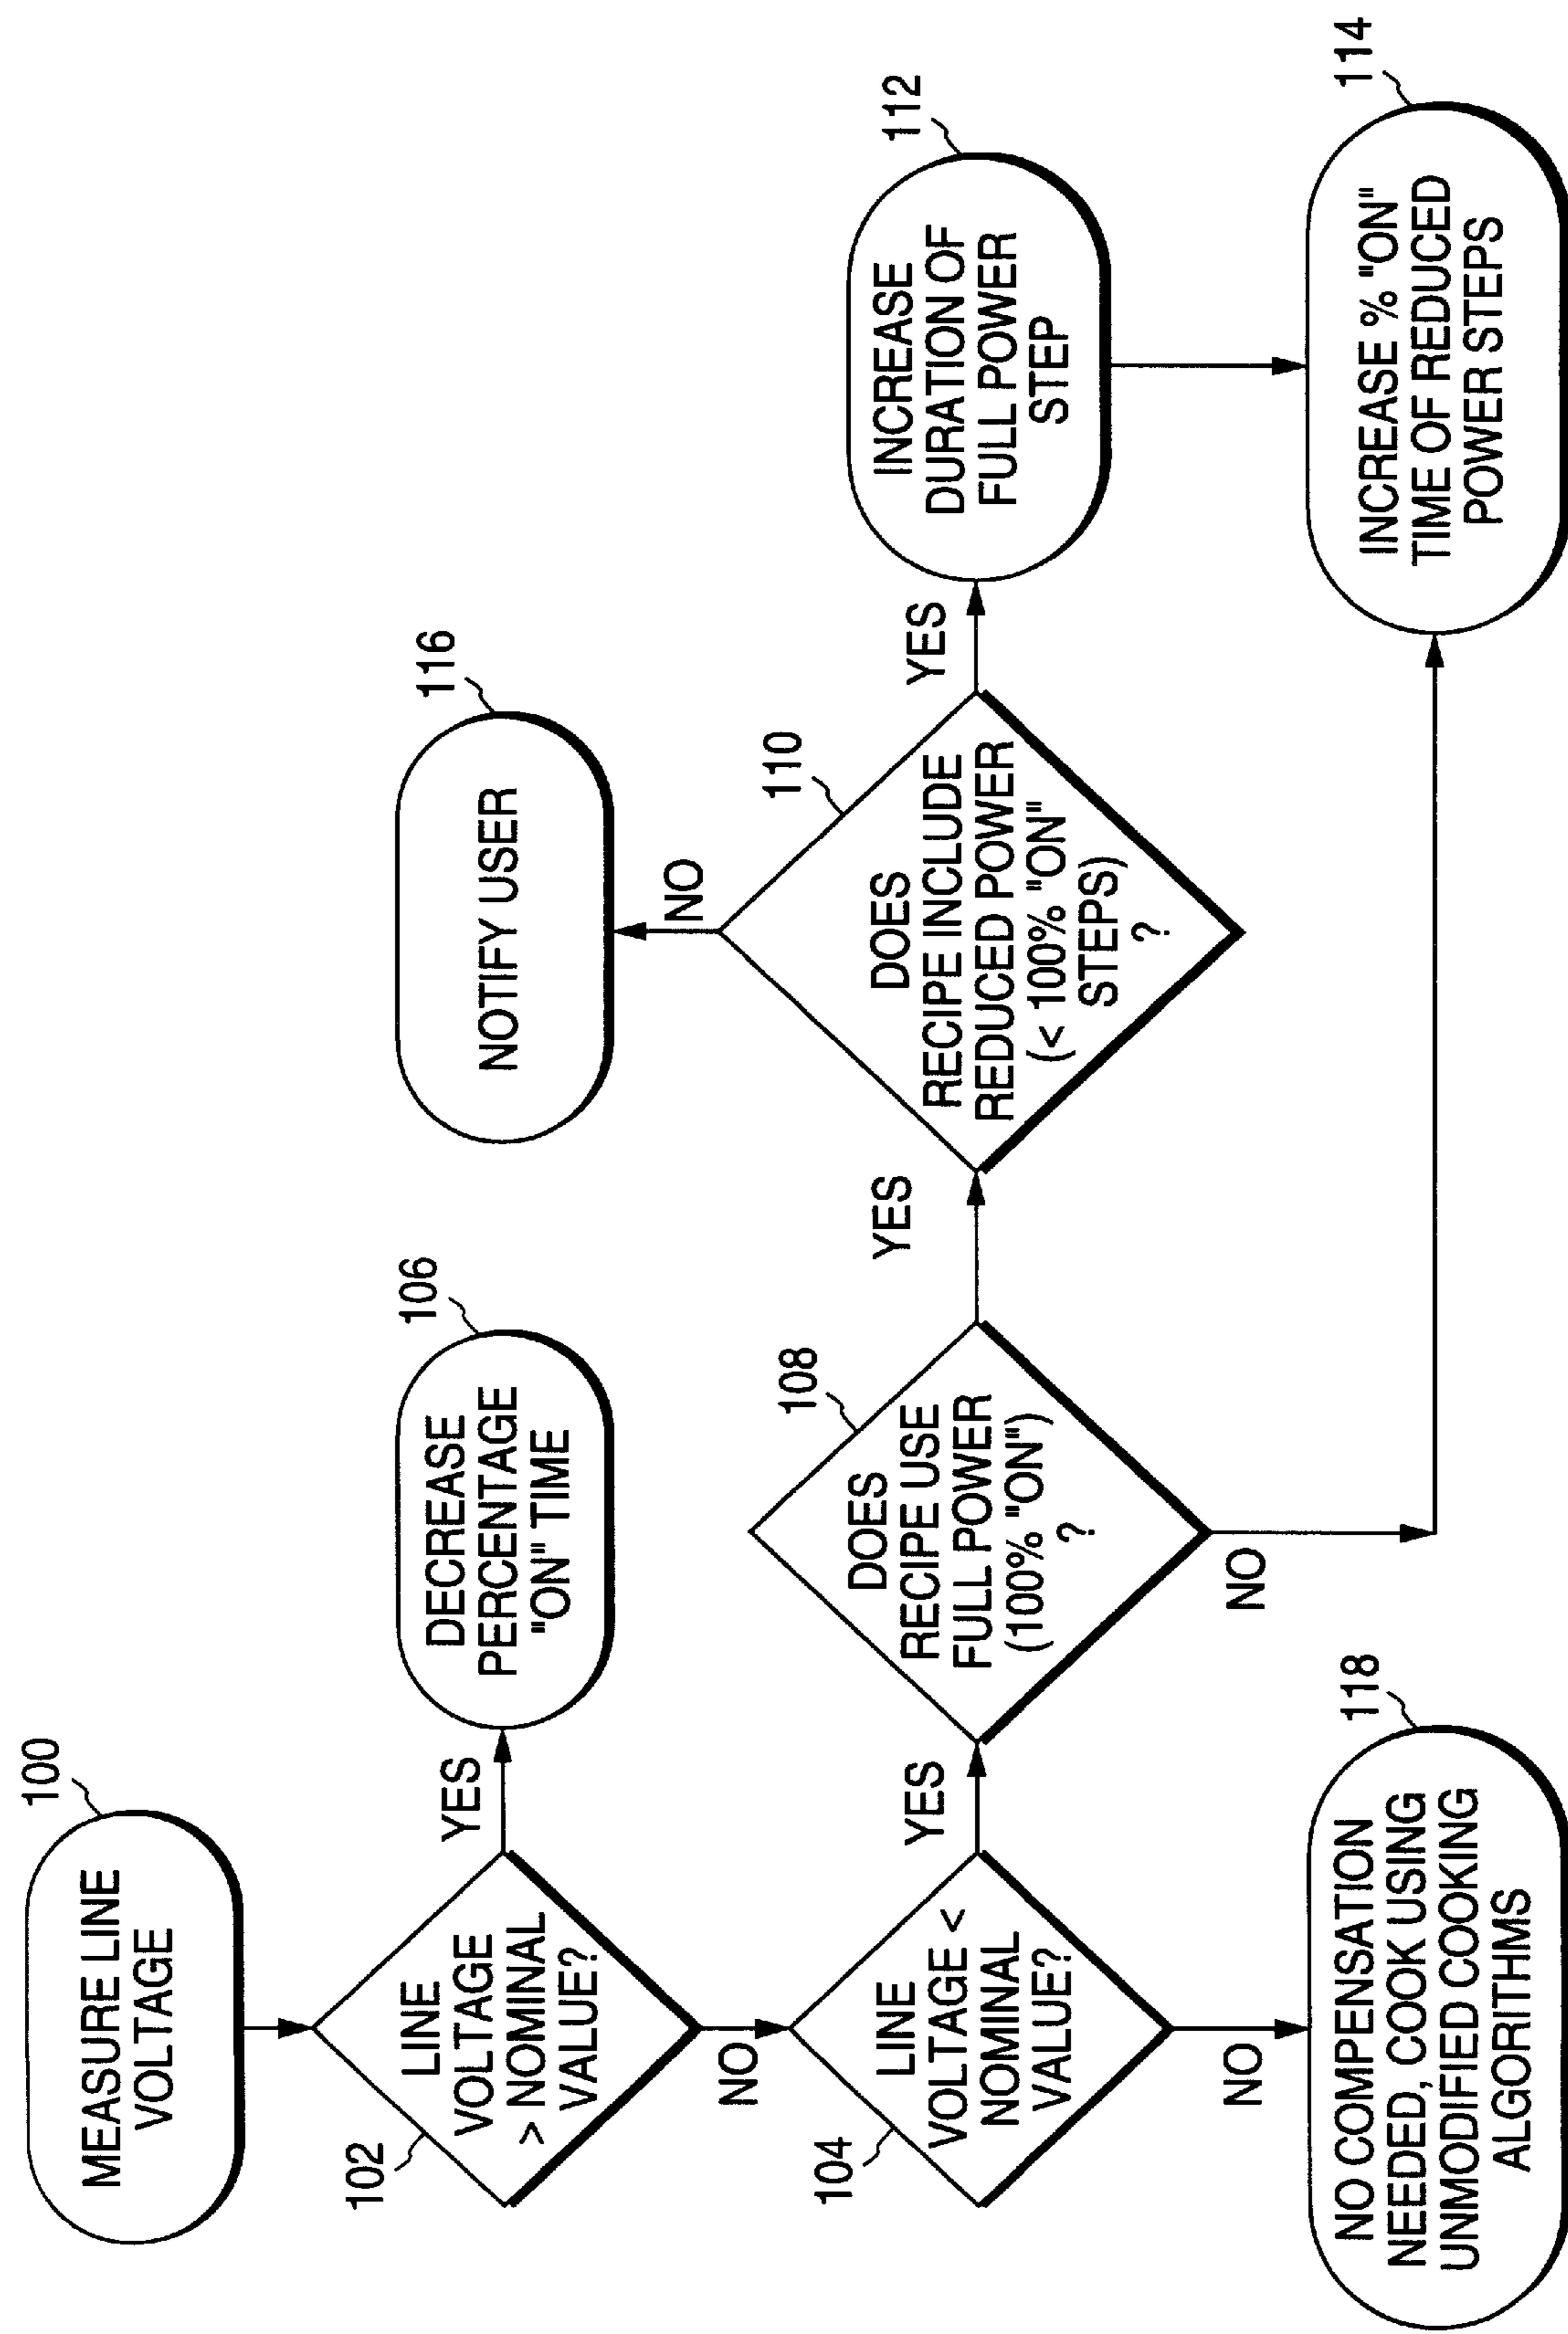 100
MEASURE LINE
VOLTAGE
102
LINE
VOLTAGE
> NOMINAL
VALUE?
YES
106
DECREASE
PERCENTAGE
"ON" TIME
NO
104
LINE
VOLTAGE <
NOMINAL
VALUE?
YES
108
DOES
RECIPE USE
FULL POWER
(100% "ON")
?
YES
110
DOES
RECIPE INCLUDE
REDUCED POWER
(< 100% "ON"
STEPS)
?
NO
116
NOTIFY USER
YES
112
INCREASE
DURATION OF
FULL POWER
STEP
NO
118
NO COMPENSATION
NEEDED, COOK USING
UNMODIFIED COOKING
ALGORITHMS
NO
114
INCREASE % "ON"
TIME OF REDUCED
POWER STEPS